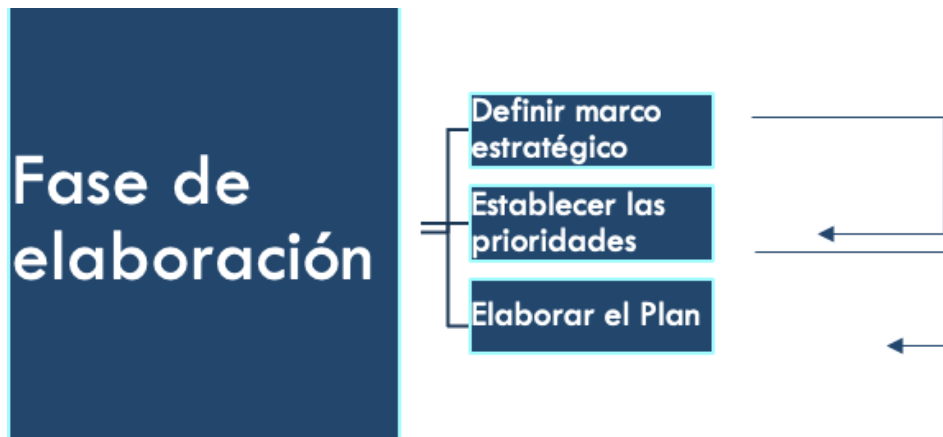 Fase de
elaboración
Definir marco
estratégico
Establecer las
prioridades
Elaborar el Plan